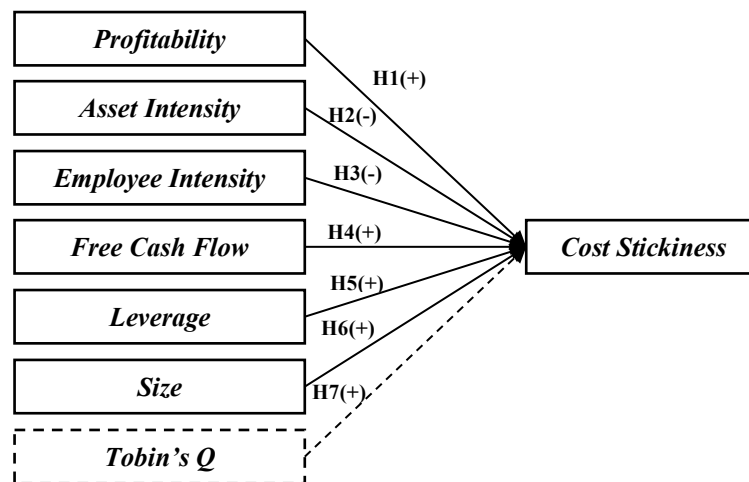 Profitability
H1(+)
Asset Intensity
H2(-)
Employee Intensity
H3(-)
Free Cash Flow
H4(+)
Cost Stickiness
H5(+)
Leverage
H6(+)
Size
H7(+)
Tobin’s Q